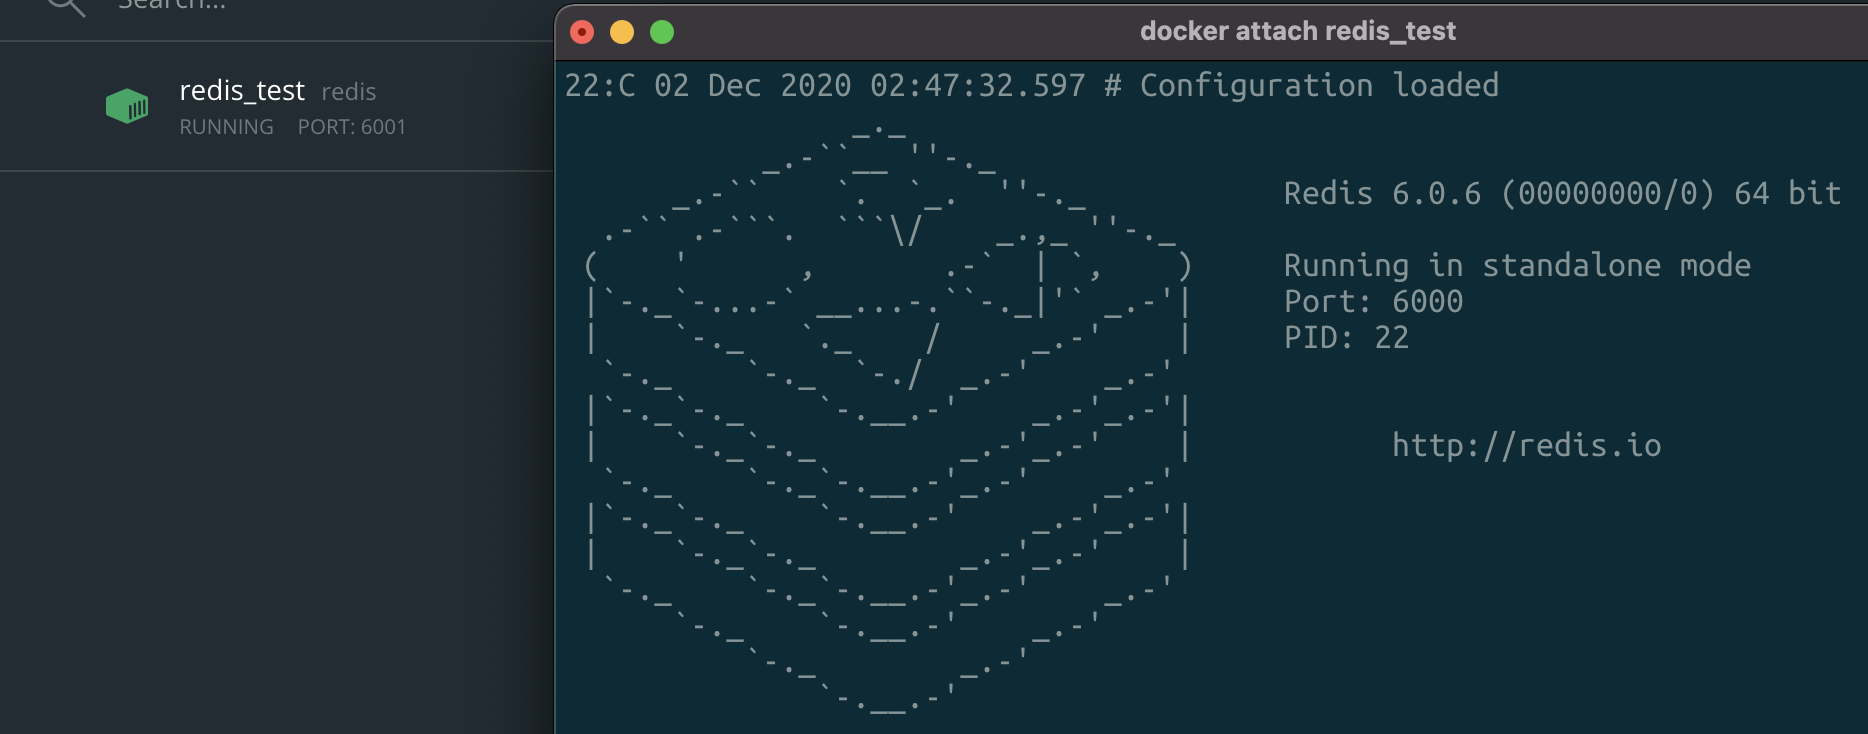 Search...
redis_test redis
RUNNING PORT: 6001
docker attach redis_test
22:C 02 Dec 2020 02:47:32.597 # Configuration loaded
Redis 6.0.6 (00000000/0) 64 bit
Running in standalone mode
Port: 6000
PID: 22
http://redis.io